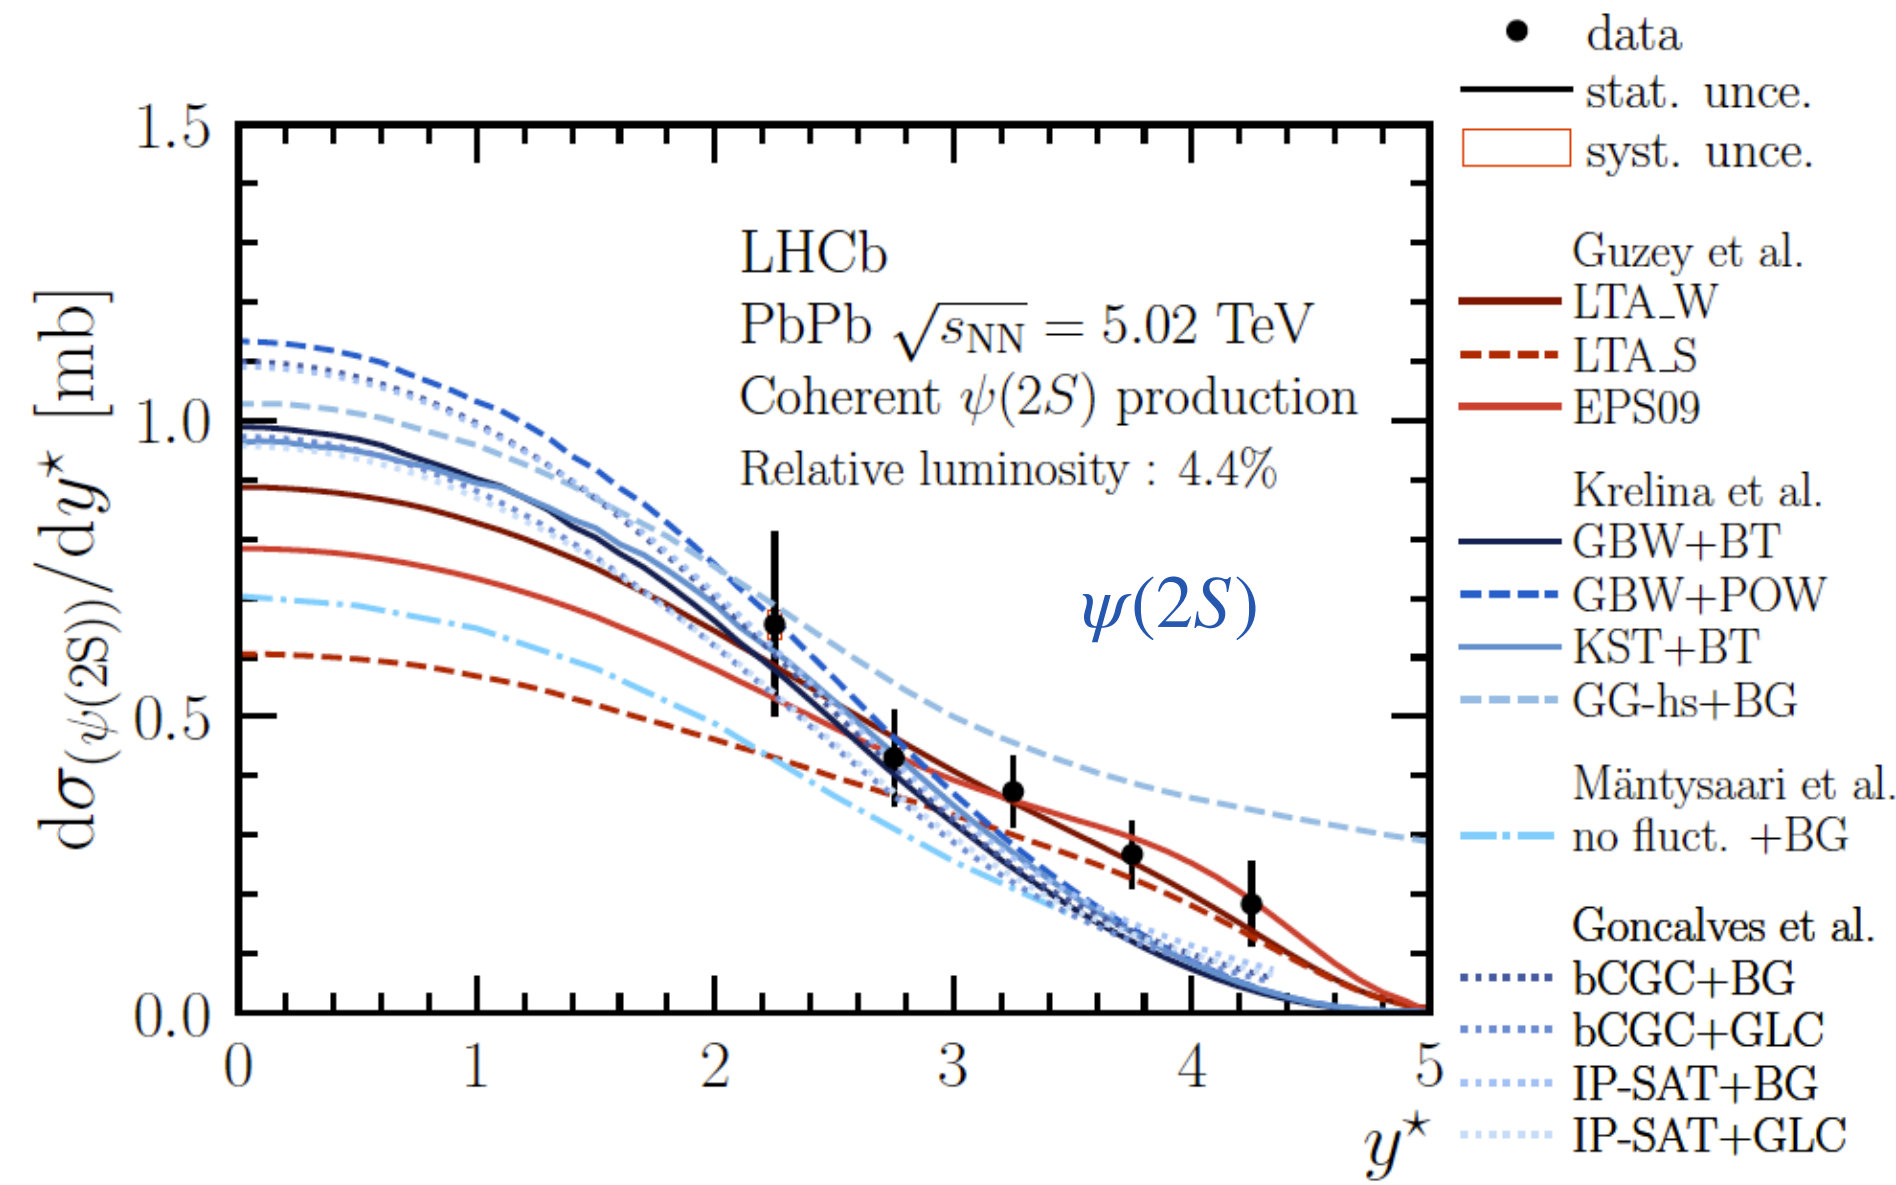 dσ(ψ(2S))/dy⋆ [mb]
1.5
1.0
0.5
0.0
0 1 2 3 4 5
y⋆
LHCb
PbPb √sNN = 5.02 TeV
Coherent ψ(2S) production
Relative luminosity : 4.4%
ψ(2S)
data
stat. unce.
syst. unce.
Guzey et al.
LTA_W
LTA_S
EPS09
Krelina et al.
GBW+BT
GBW+POW
KST+BT
GG-hs+BG
Mäntysaari et al.
no fluct. +BG
Goncalves et al.
bCGC+BG
bCGC+GLC
IP-SAT+BG
IP-SAT+GLC